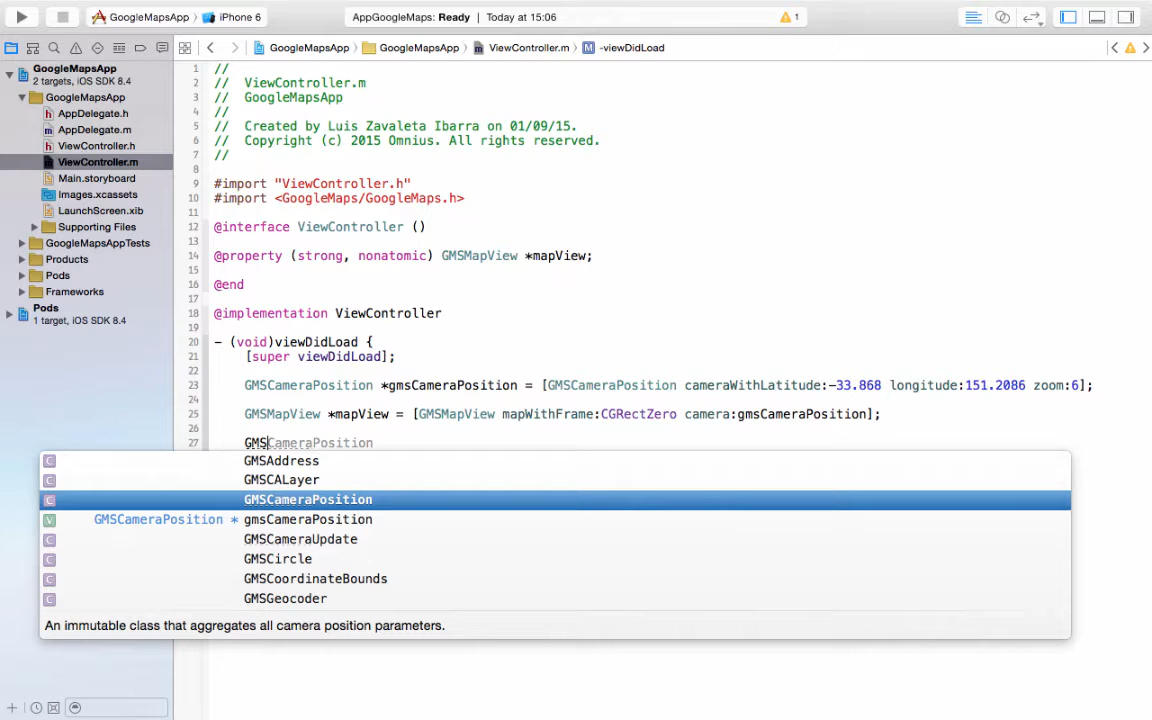 GoogleMapsApp iPhone 6
AppGoogleMaps: Ready Today at 15:06
1
GoogleMapsApp GoogleMapsApp ViewController.m M -viewDidLoad
GoogleMapsApp
2 targets, iOS SDK 8.4
GoogleMapsApp
AppDelegate.h
AppDelegate.m
ViewController.h
ViewController.m
Main.storyboard
Images.xcassets
LaunchScreen.xib
Supporting Files
GoogleMapsAppTests
Products
Pods
Frameworks
Pods
1 target, iOS SDK 8.4
1 //
2 // ViewController.m
3 // GoogleMapsApp
4 //
5 // Created by Luis Zavaleta Ibarra on 01/09/15.
6 // Copyright (c) 2015 Omnius. All rights reserved.
7 //
8
9 #import "ViewController.h"
10 #import <GoogleMaps/GoogleMaps.h>
11
12 @interface ViewController ()
13
14 @property (strong, nonatomic) GMSMapView *mapView;
15
16 @end
17
18 @implementation ViewController
19
20 - (void)viewDidLoad {
21 [super viewDidLoad];
22
23 GMSCameraPosition *gmsCameraPosition = [GMSCameraPosition cameraWithLatitude:-33.868 longitude:151.2086 zoom:6];
24
25 GMSMapView *mapView = [GMSMapView mapWithFrame:CGRectZero camera:gmsCameraPosition];
26
27 GMSCameraPosition
C GMSAddress
C GMSCALayer
C GMSCameraPosition
V GMSCameraPosition * gmsCameraPosition
C GMSCameraUpdate
C GMSCircle
C GMSCoordinateBounds
C GMSGeocoder
An immutable class that aggregates all camera position parameters.